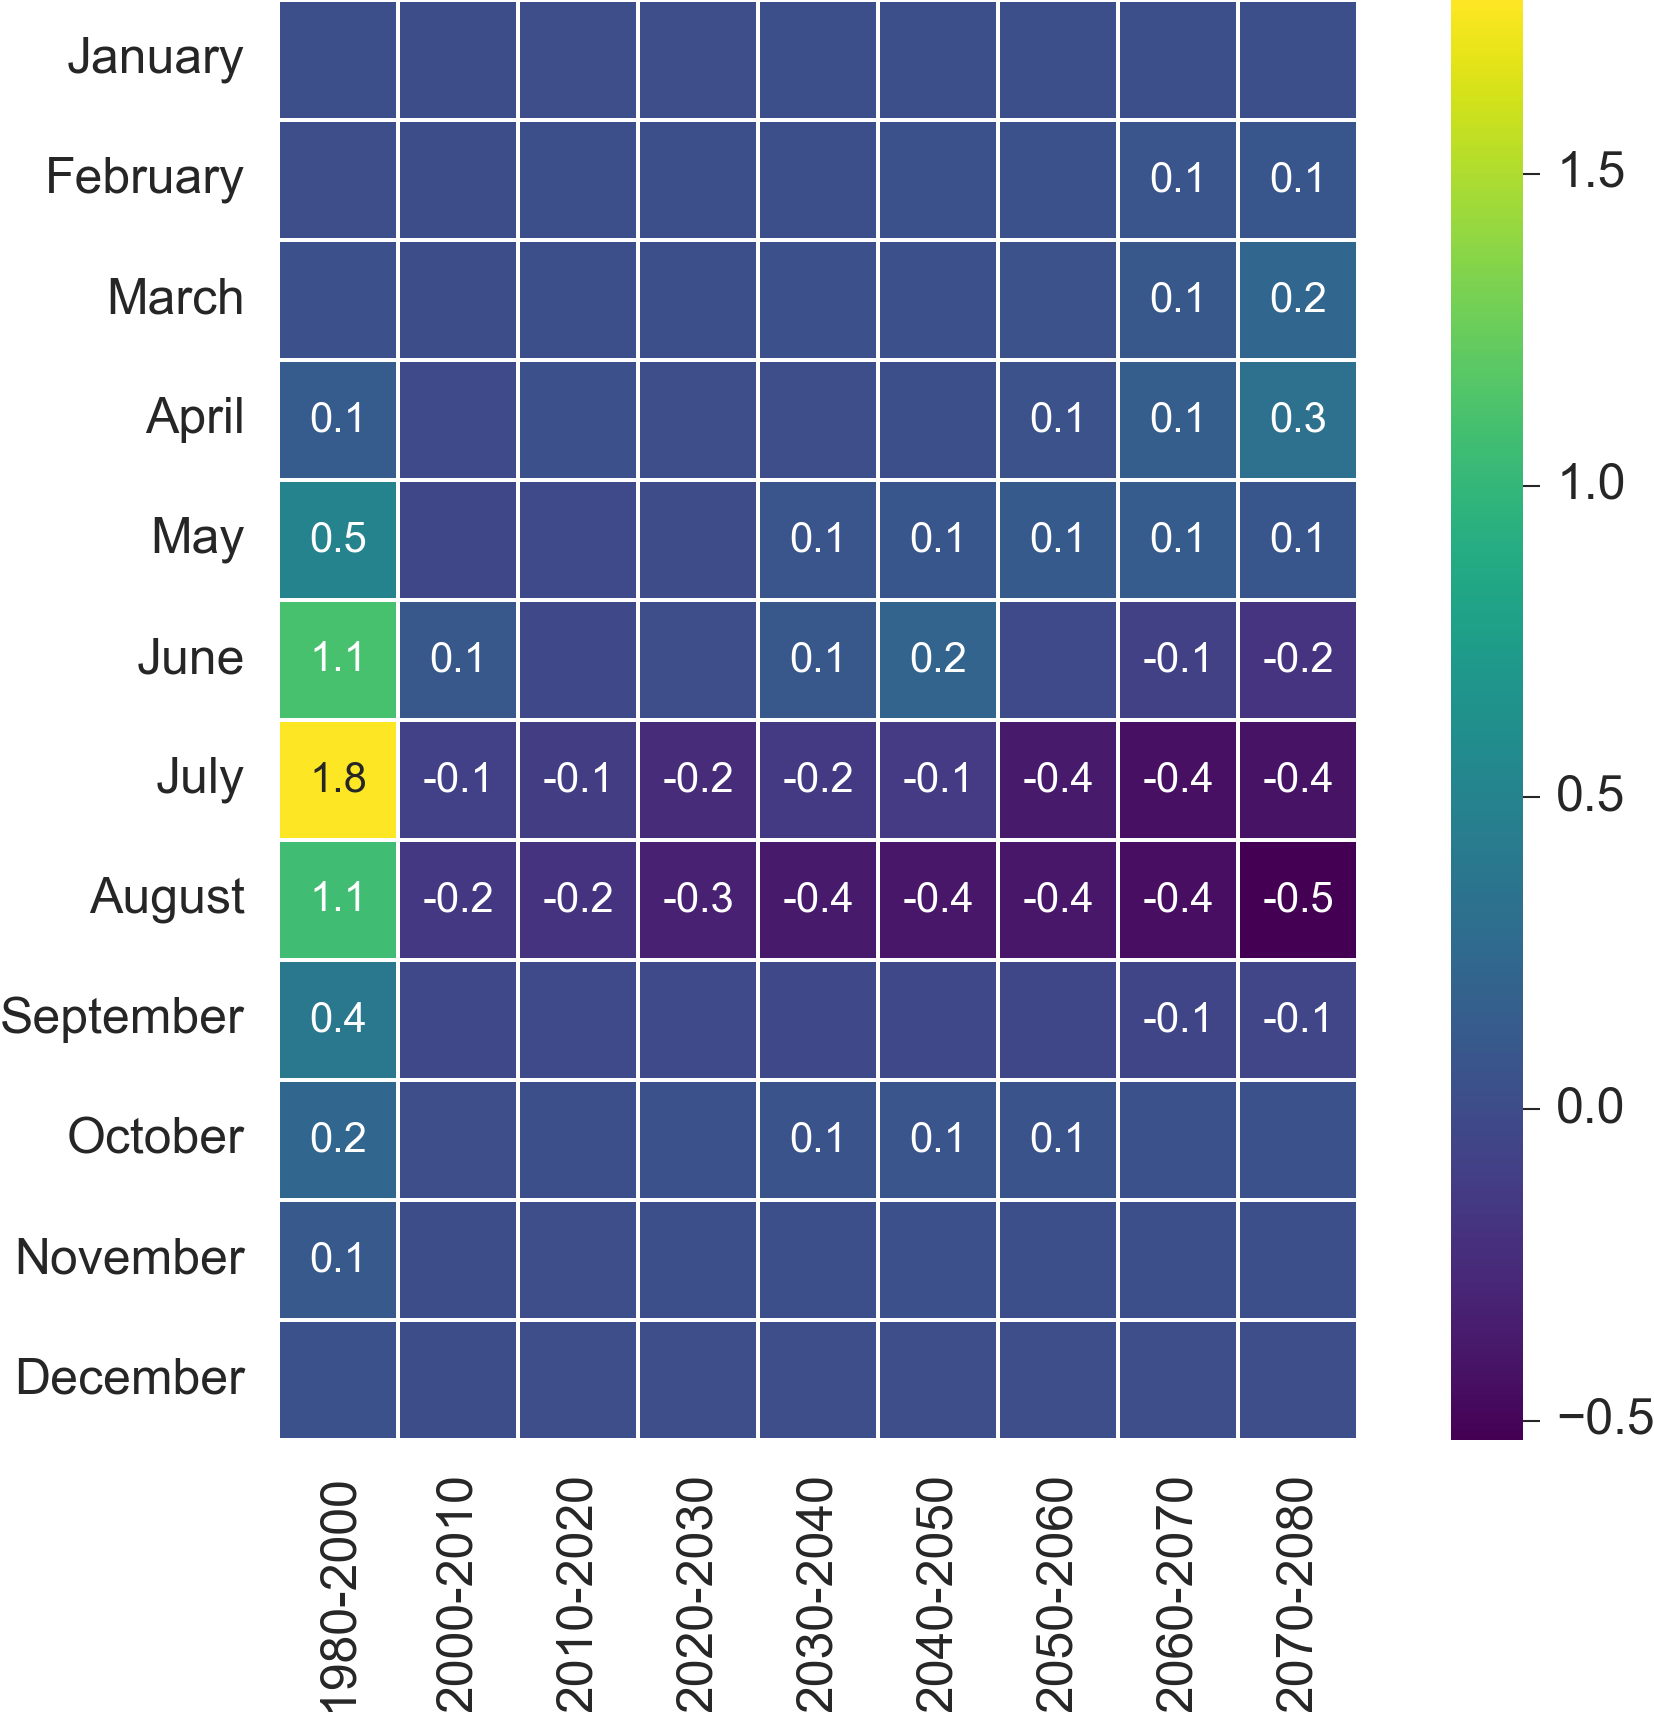 January
February 0.1 0.1
March 0.1 0.2
April 0.1 0.1 0.1 0.3
May 0.5 0.1 0.1 0.1 0.1 0.1
June 1.1 0.1 0.1 0.2 -0.1 -0.2
July 1.8 -0.1 -0.1 -0.2 -0.2 -0.1 -0.4 -0.4 -0.4
August 1.1 -0.2 -0.2 -0.3 -0.4 -0.4 -0.4 -0.4 -0.5
September 0.4 -0.1 -0.1
October 0.2 0.1 0.1 0.1
November 0.1
December
1980-2000
2000-2010
2010-2020
2020-2030
2030-2040
2040-2050
2050-2060
2060-2070
2070-2080
1.5
1.0
0.5
0.0
−0.5